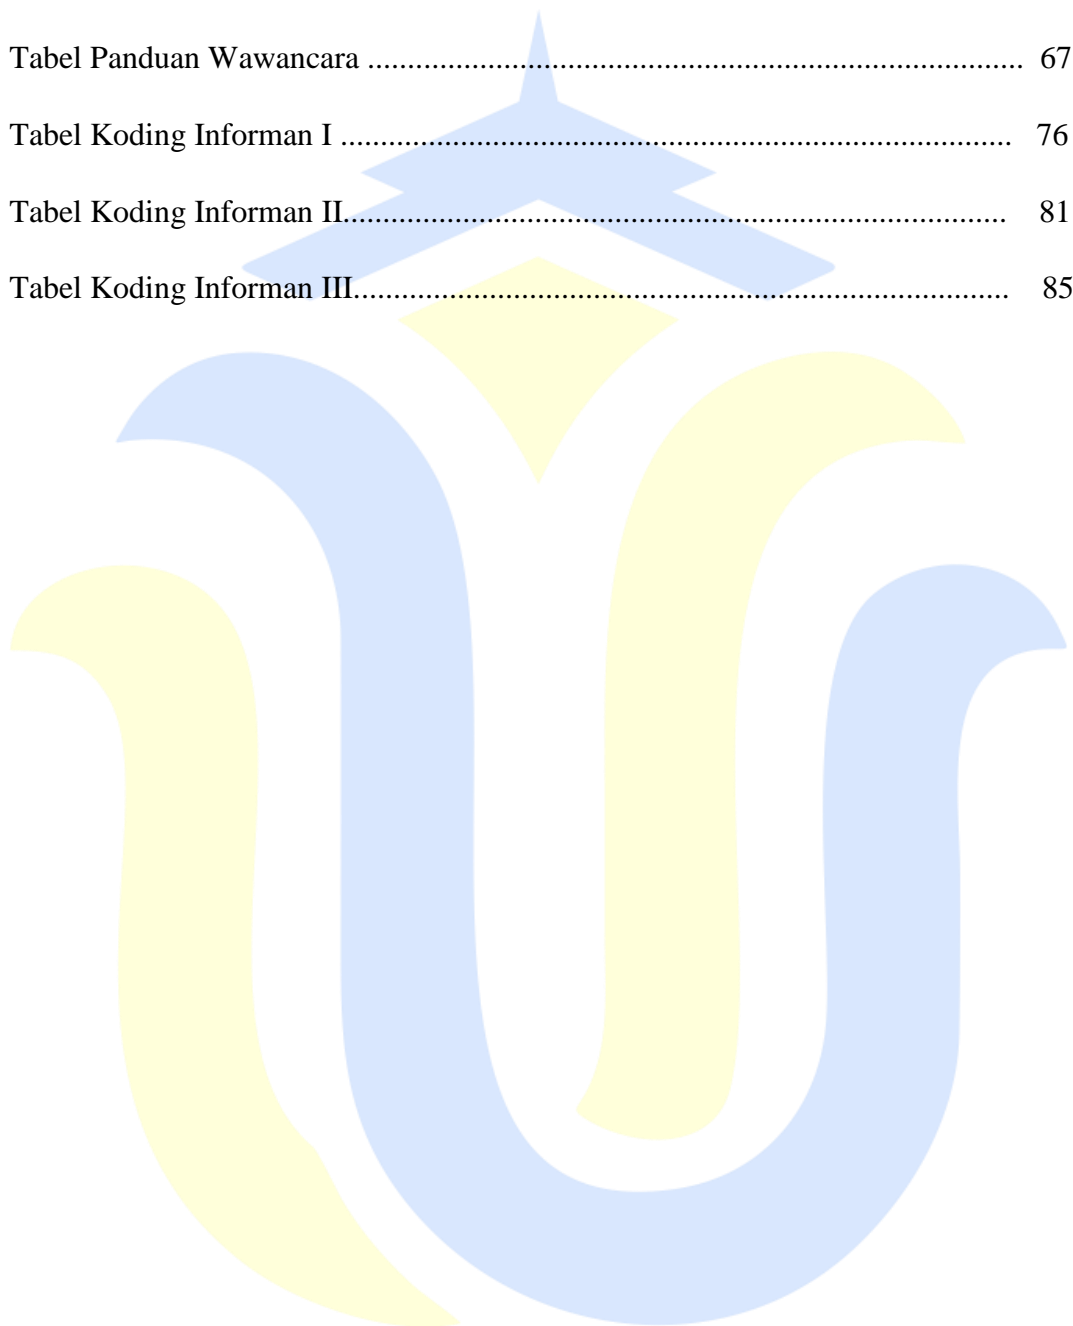 Tabel Panduan Wawancara .................................................................................. 67
Tabel Koding Informan I .................................................................................... 76
Tabel Koding Informan II.................................................................................. 81
Tabel Koding Informan III................................................................................. 85